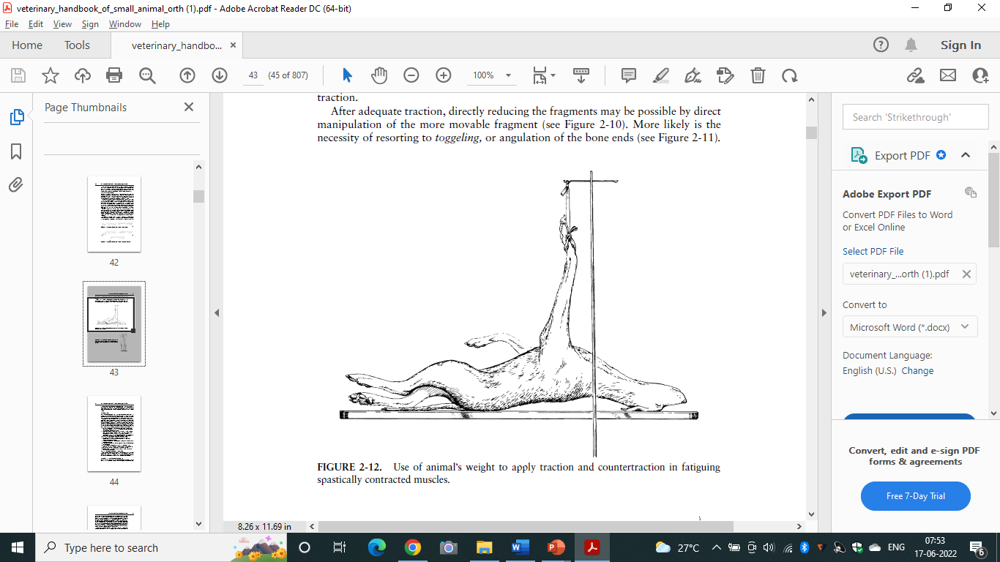 veterinary_handbook_of_small_animal_orth (1).pdf - Adobe Acrobat Reader DC (64-bit)
File Edit View Sign Window Help
Home Tools veterinary_handbo... Sign In
43 (45 of 807) 100%
Page Thumbnails
42
43
44
traction.
After adequate traction, directly reducing the fragments may be possible by direct
manipulation of the more movable fragment (see Figure 2-10). More likely is the
necessity of resorting to toggeling, or angulation of the bone ends (see Figure 2-11).
FIGURE 2-12. Use of animal's weight to apply traction and countertraction in fatiguing
spastically contracted muscles.
8.26 x 11.69 in
Search 'Strikethrough'
Export PDF
Adobe Export PDF
Convert PDF Files to Word
or Excel Online
Select PDF File
veterinary_...orth (1).pdf
Convert to
Microsoft Word (*.docx)
Document Language:
English (U.S.) Change
Convert, edit and e-sign PDF
forms & agreements
Free 7-Day Trial
Type here to search
27°C ENG
07:53
17-06-2022
6